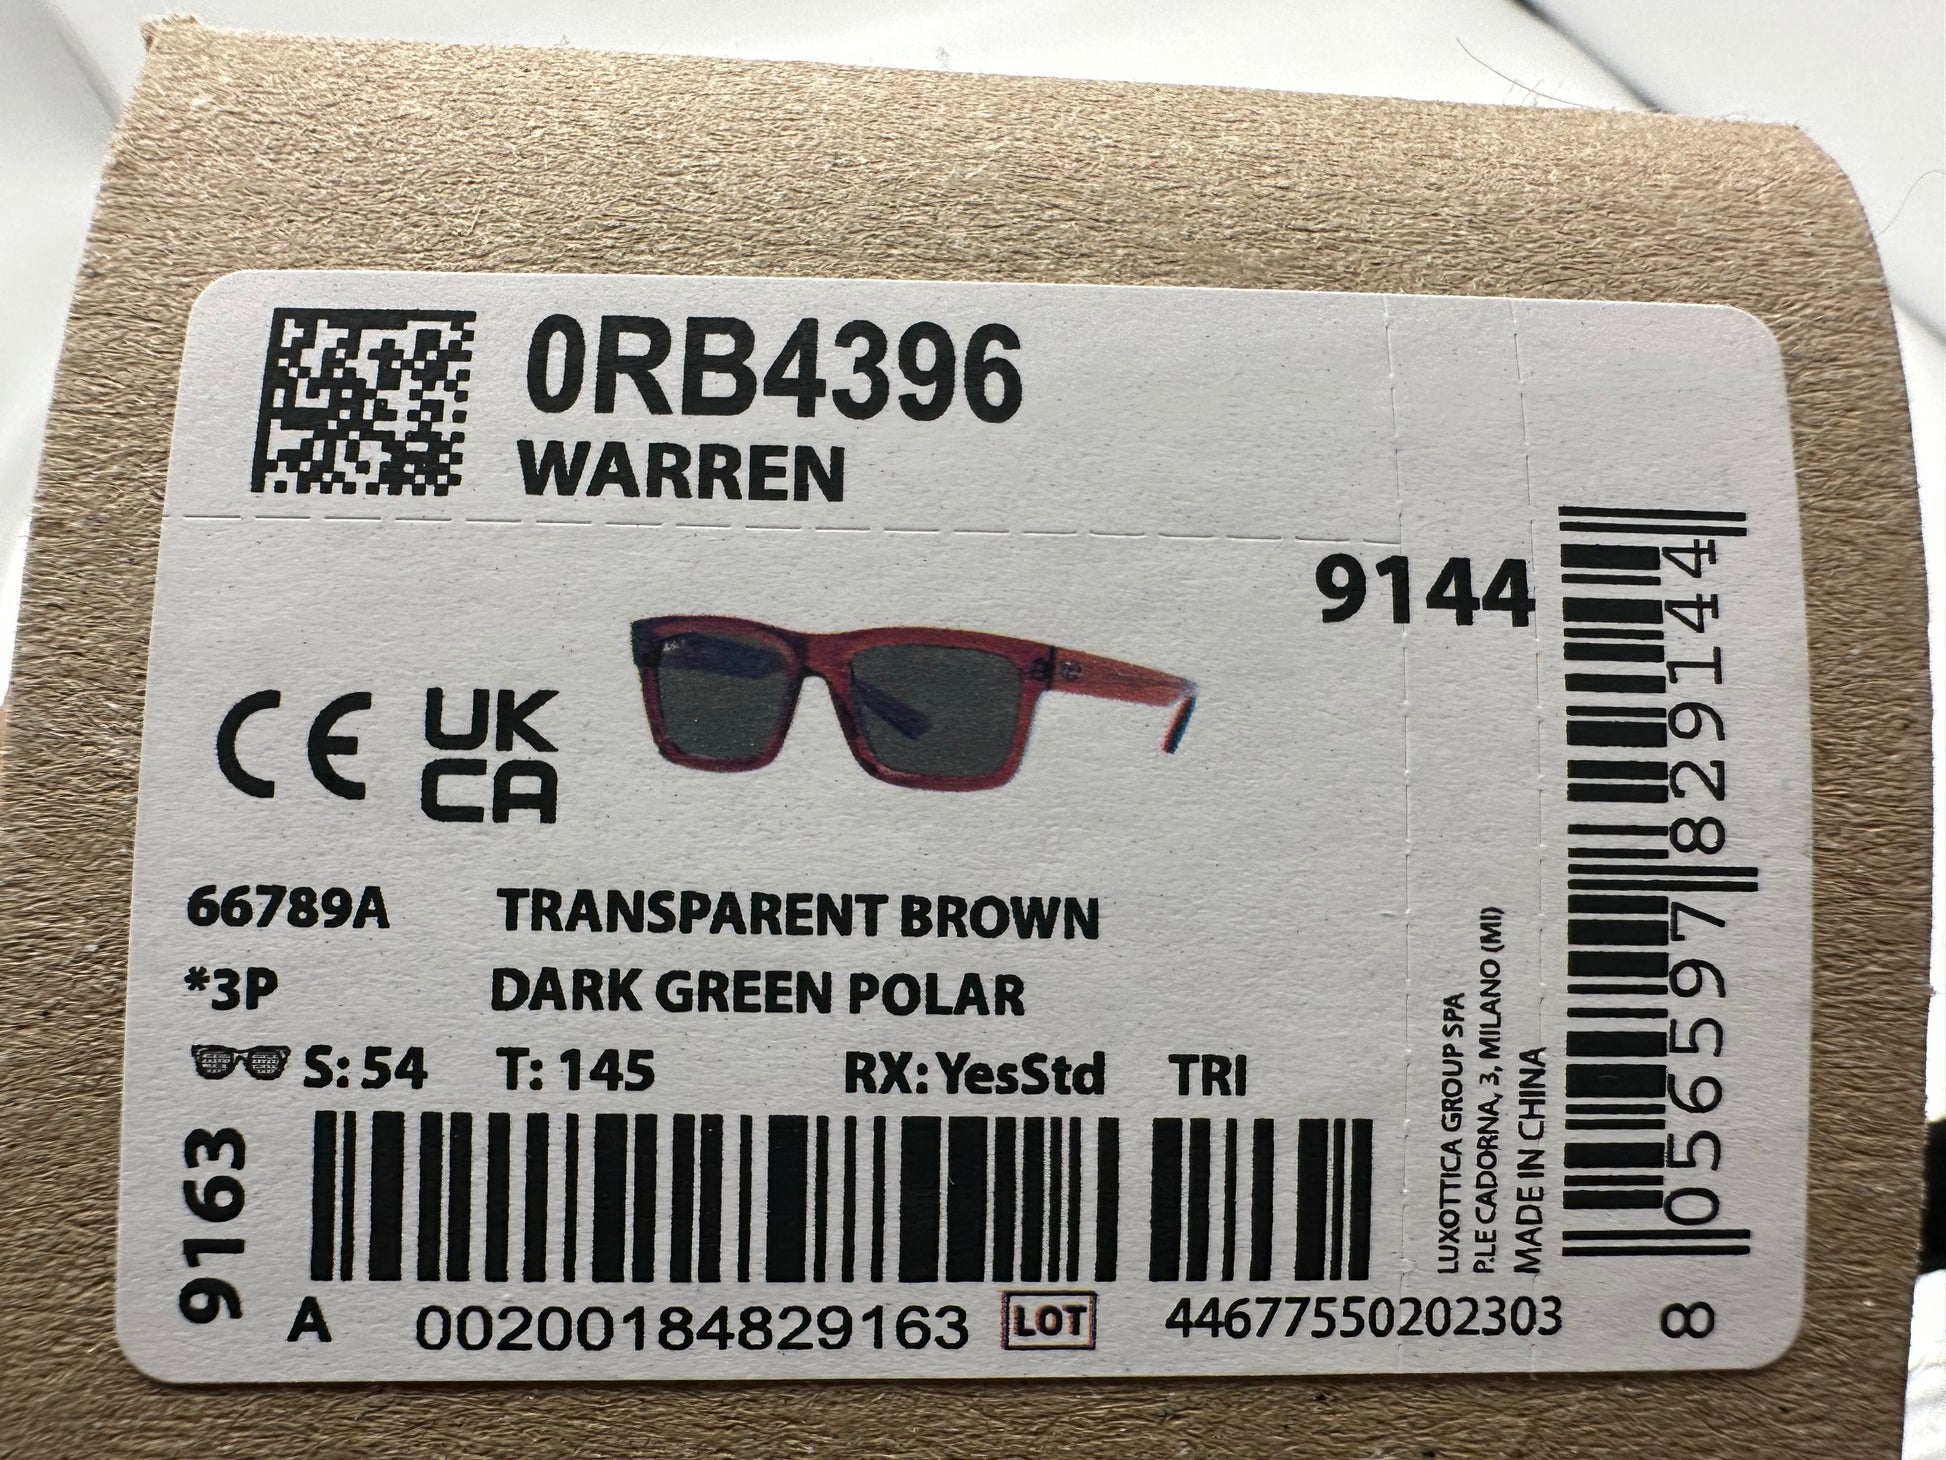 0RB4396
WARREN
9144
CE
UK
CA
66789A TRANSPARENT BROWN
*3P DARK GREEN POLAR
S: 54 T: 145 RX: YesStd TRI
9163
A 00200184829163 LOT 44677550202303
LUXOTTICA GROUP SPA
P.LE CADORNA, 3, MILANO (MI)
MADE IN CHINA
8 056597 829144